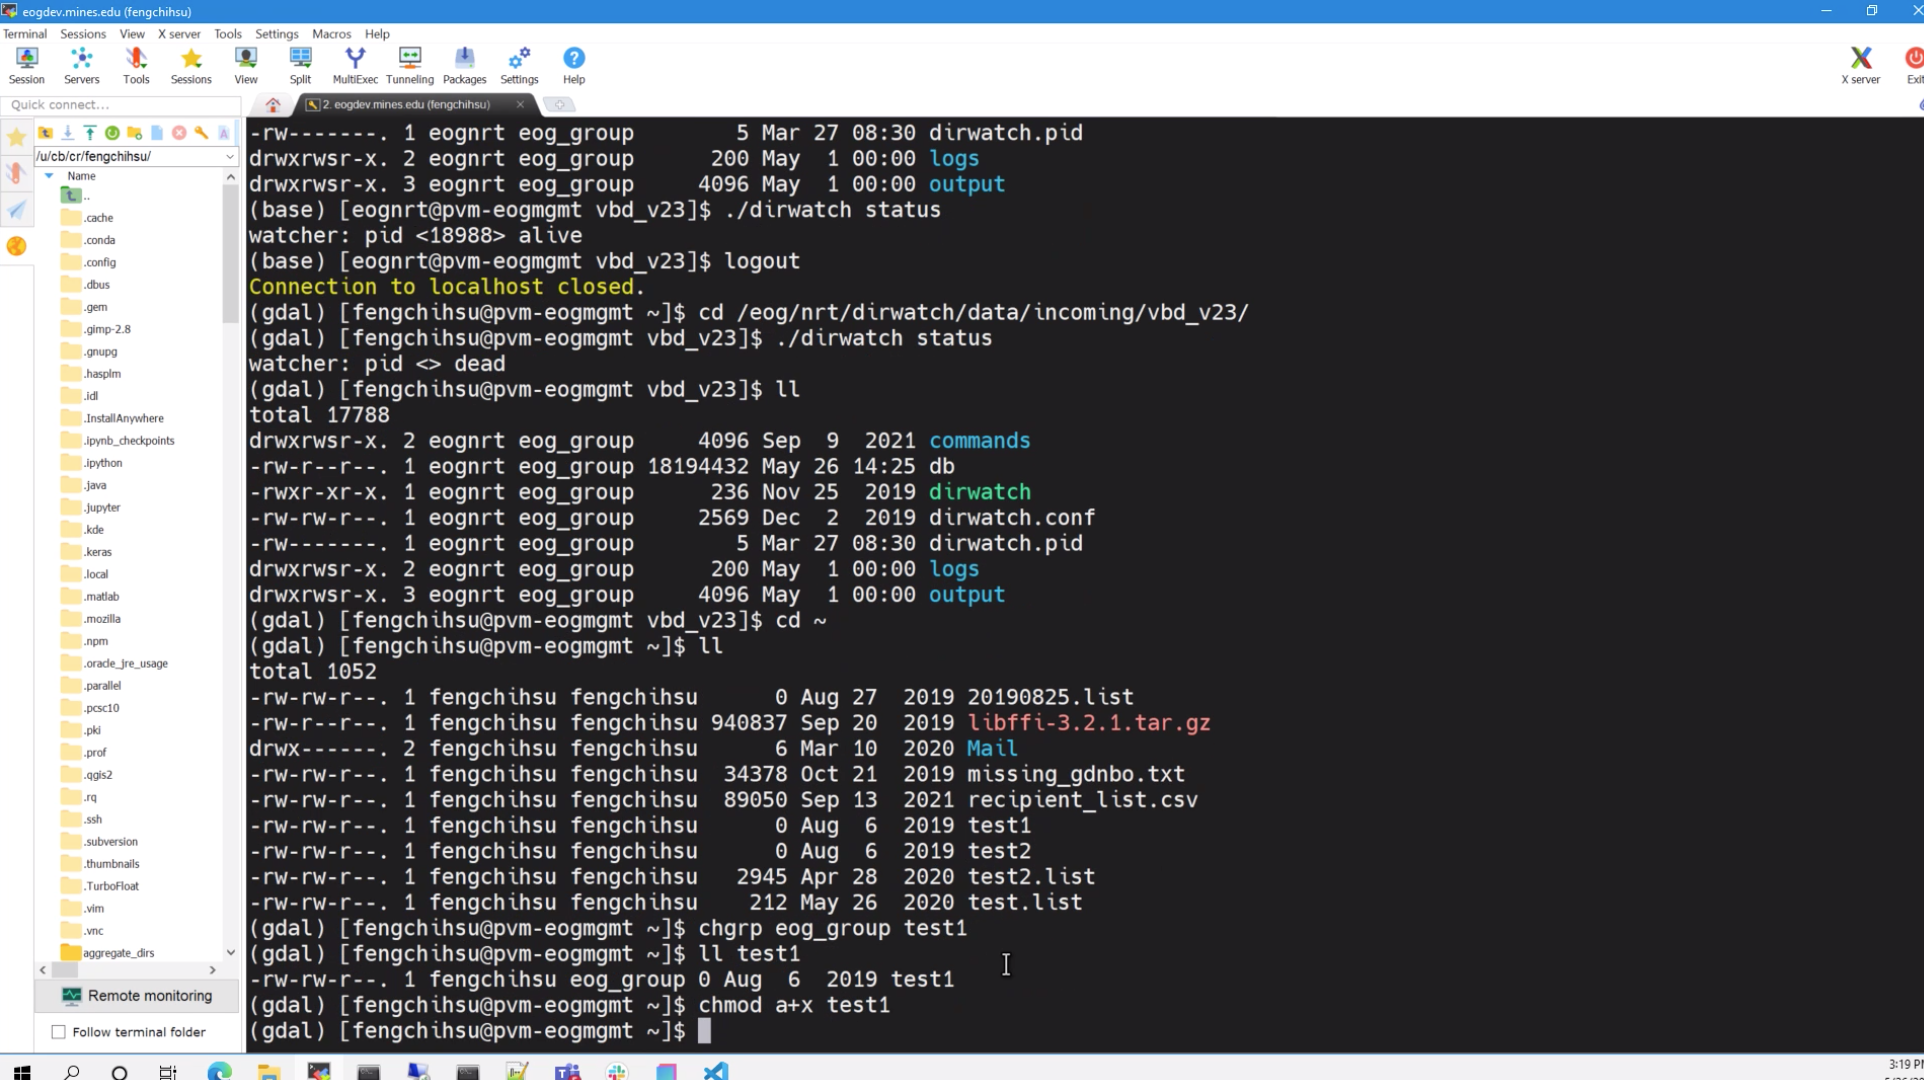 eogdev.mines.edu (fengchihsu)
Terminal Sessions View X server Tools Settings Macros Help
Session Servers Tools Sessions View Split MultiExec Tunneling Packages Settings Help X server Exit
Quick connect...
2. eogdev.mines.edu (fengchihsu)
/u/cb/cr/fengchihsu/
Name
..
.cache
.conda
.config
.dbus
.gem
.gimp-2.8
.gnupg
.hasplm
.idl
.InstallAnywhere
.ipynb_checkpoints
.ipython
.java
.jupyter
.kde
.keras
.local
.matlab
.mozilla
.npm
.oracle_jre_usage
.parallel
.pcsc10
.pki
.prof
.qgis2
.rq
.ssh
.subversion
.thumbnails
.TurboFloat
.vim
.vnc
aggregate_dirs
Remote monitoring
Follow terminal folder
-rw-------. 1 eognrt eog_group 5 Mar 27 08:30 dirwatch.pid
drwxrwsr-x. 2 eognrt eog_group 200 May 1 00:00 logs
drwxrwsr-x. 3 eognrt eog_group 4096 May 1 00:00 output
(base) [eognrt@pvm-eogmgmt vbd_v23]$ ./dirwatch status
watcher: pid <18988> alive
(base) [eognrt@pvm-eogmgmt vbd_v23]$ logout
Connection to localhost closed.
(gdal) [fengchihsu@pvm-eogmgmt ~]$ cd /eog/nrt/dirwatch/data/incoming/vbd_v23/
(gdal) [fengchihsu@pvm-eogmgmt vbd_v23]$ ./dirwatch status
watcher: pid <> dead
(gdal) [fengchihsu@pvm-eogmgmt vbd_v23]$ ll
total 17788
drwxrwsr-x. 2 eognrt eog_group 4096 Sep 9 2021 commands
-rw-r--r--. 1 eognrt eog_group 18194432 May 26 14:25 db
-rwxr-xr-x. 1 eognrt eog_group 236 Nov 25 2019 dirwatch
-rw-rw-r--. 1 eognrt eog_group 2569 Dec 2 2019 dirwatch.conf
-rw-------. 1 eognrt eog_group 5 Mar 27 08:30 dirwatch.pid
drwxrwsr-x. 2 eognrt eog_group 200 May 1 00:00 logs
drwxrwsr-x. 3 eognrt eog_group 4096 May 1 00:00 output
(gdal) [fengchihsu@pvm-eogmgmt vbd_v23]$ cd ~
(gdal) [fengchihsu@pvm-eogmgmt ~]$ ll
total 1052
-rw-rw-r--. 1 fengchihsu fengchihsu 0 Aug 27 2019 20190825.list
-rw-r--r--. 1 fengchihsu fengchihsu 940837 Sep 20 2019 libffi-3.2.1.tar.gz
drwx------. 2 fengchihsu fengchihsu 6 Mar 10 2020 Mail
-rw-rw-r--. 1 fengchihsu fengchihsu 34378 Oct 21 2019 missing_gdnbo.txt
-rw-rw-r--. 1 fengchihsu fengchihsu 89050 Sep 13 2021 recipient_list.csv
-rw-rw-r--. 1 fengchihsu fengchihsu 0 Aug 6 2019 test1
-rw-rw-r--. 1 fengchihsu fengchihsu 0 Aug 6 2019 test2
-rw-rw-r--. 1 fengchihsu fengchihsu 2945 Apr 28 2020 test2.list
-rw-rw-r--. 1 fengchihsu fengchihsu 212 May 26 2020 test.list
(gdal) [fengchihsu@pvm-eogmgmt ~]$ chgrp eog_group test1
(gdal) [fengchihsu@pvm-eogmgmt ~]$ ll test1
-rw-rw-r--. 1 fengchihsu eog_group 0 Aug 6 2019 test1
(gdal) [fengchihsu@pvm-eogmgmt ~]$ chmod a+x test1
(gdal) [fengchihsu@pvm-eogmgmt ~]$
3:19 P